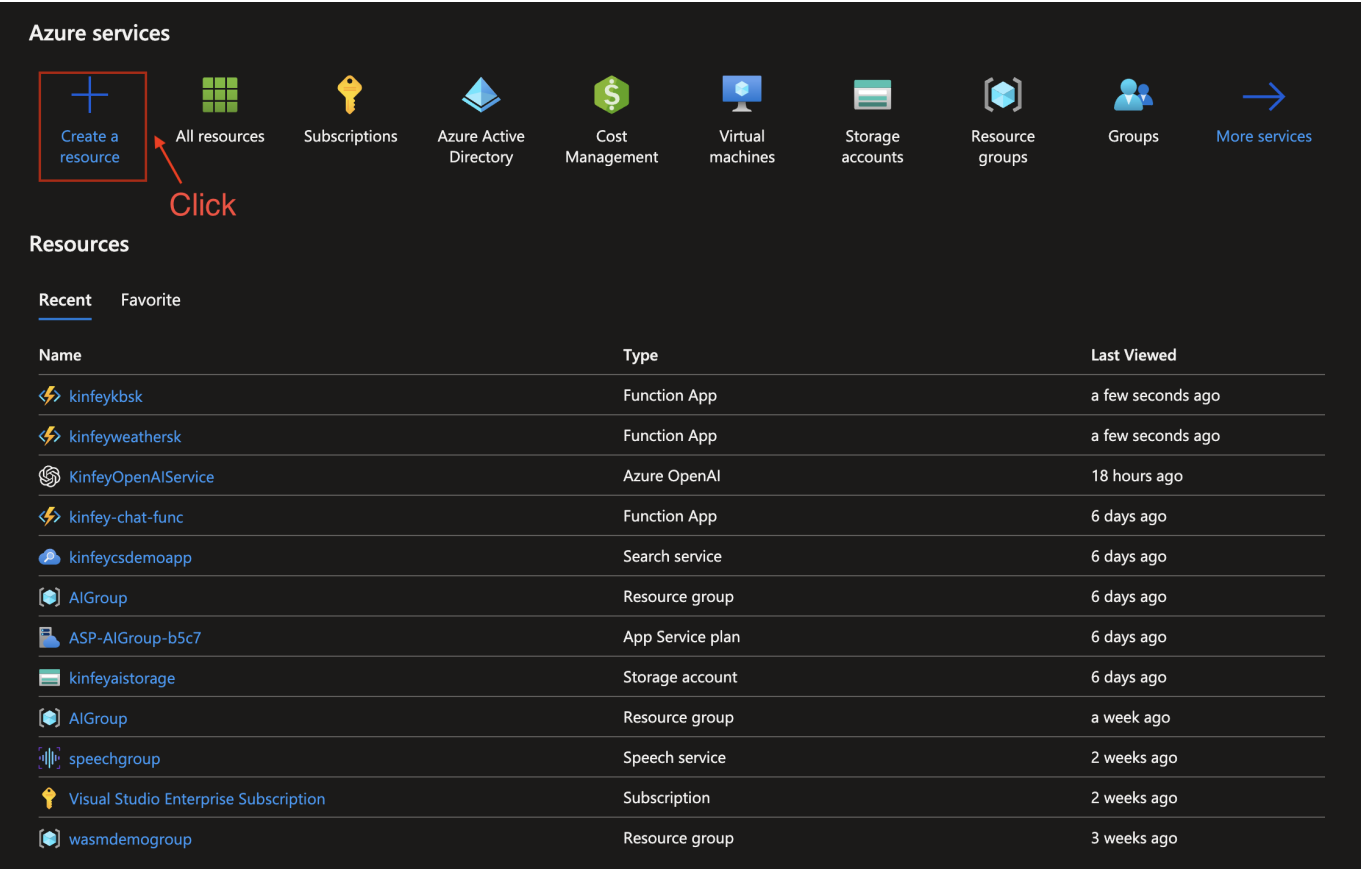 Azure services
Create a
resource
All resources
Subscriptions
Azure Active
Directory
Cost
Management
Virtual
machines
Storage
accounts
Resource
groups
Groups
More services
Click
Resources
Recent Favorite
Name Type Last Viewed
kinfeykbsk Function App a few seconds ago
kinfeyweathersk Function App a few seconds ago
KinfeyOpenAIService Azure OpenAI 18 hours ago
kinfey-chat-func Function App 6 days ago
kinfeycsdemoapp Search service 6 days ago
AIGroup Resource group 6 days ago
ASP-AIGroup-b5c7 App Service plan 6 days ago
kinfeyaistorage Storage account 6 days ago
AIGroup Resource group a week ago
speechgroup Speech service 2 weeks ago
Visual Studio Enterprise Subscription Subscription 2 weeks ago
wasmdemogroup Resource group 3 weeks ago